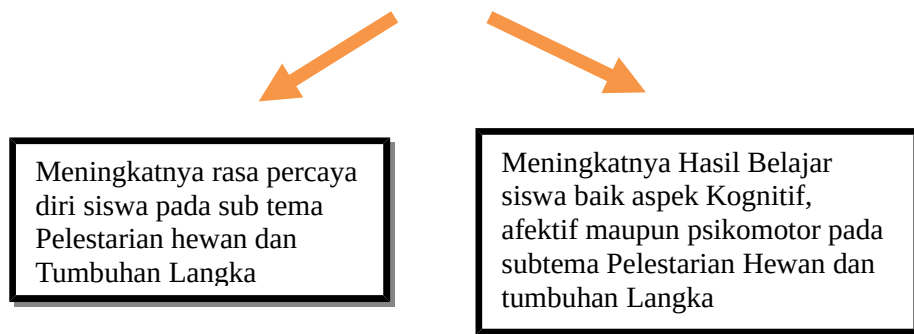 Meningkatnya rasa percaya
diri siswa pada sub tema
Pelestarian hewan dan
Tumbuhan Langka
Meningkatnya Hasil Belajar
siswa baik aspek Kognitif,
afektif maupun psikomotor pada
subtema Pelestarian Hewan dan
tumbuhan Langka